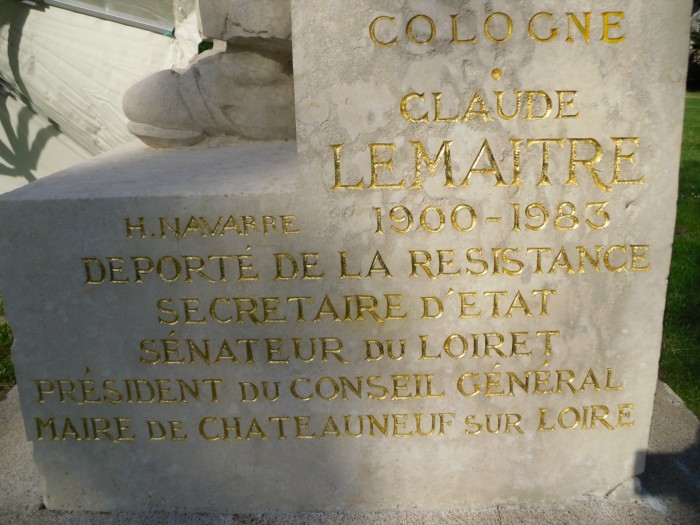 COLOGNE
CLAUDE
LEMAITRE
H. NAVARRE
1900-1983
DEPORTÉ DE LA RESISTANCE
SECRETAIRE D'ETAT
SÉNATEUR DU LOIRET
PRÉSIDENT DU CONSEIL GÉNÉRAL
MAIRE DE CHATEAUNEUF SUR LOIRE